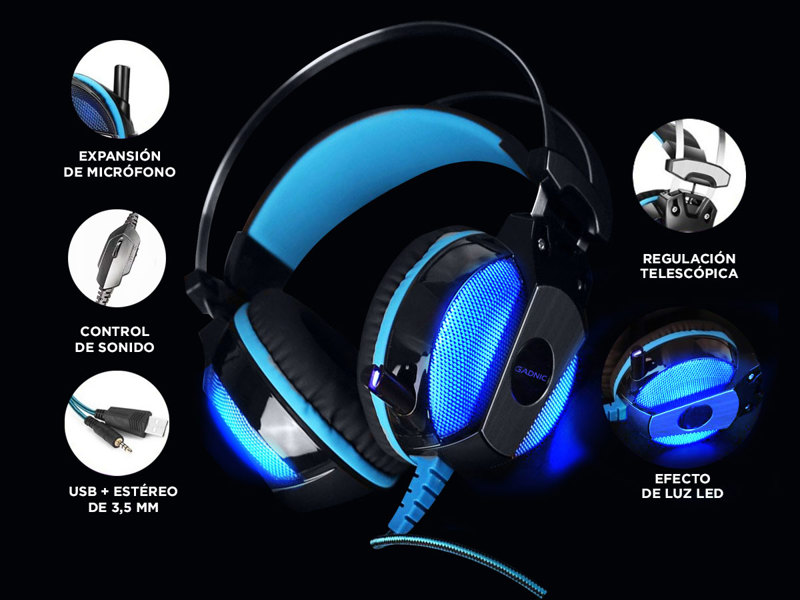 EXPANSIÓN
DE MICRÓFONO
CONTROL
DE SONIDO
USB + ESTÉREO
DE 3,5 MM
GADNIC
REGULACIÓN
TELESCÓPICA
EFECTO
DE LUZ LED